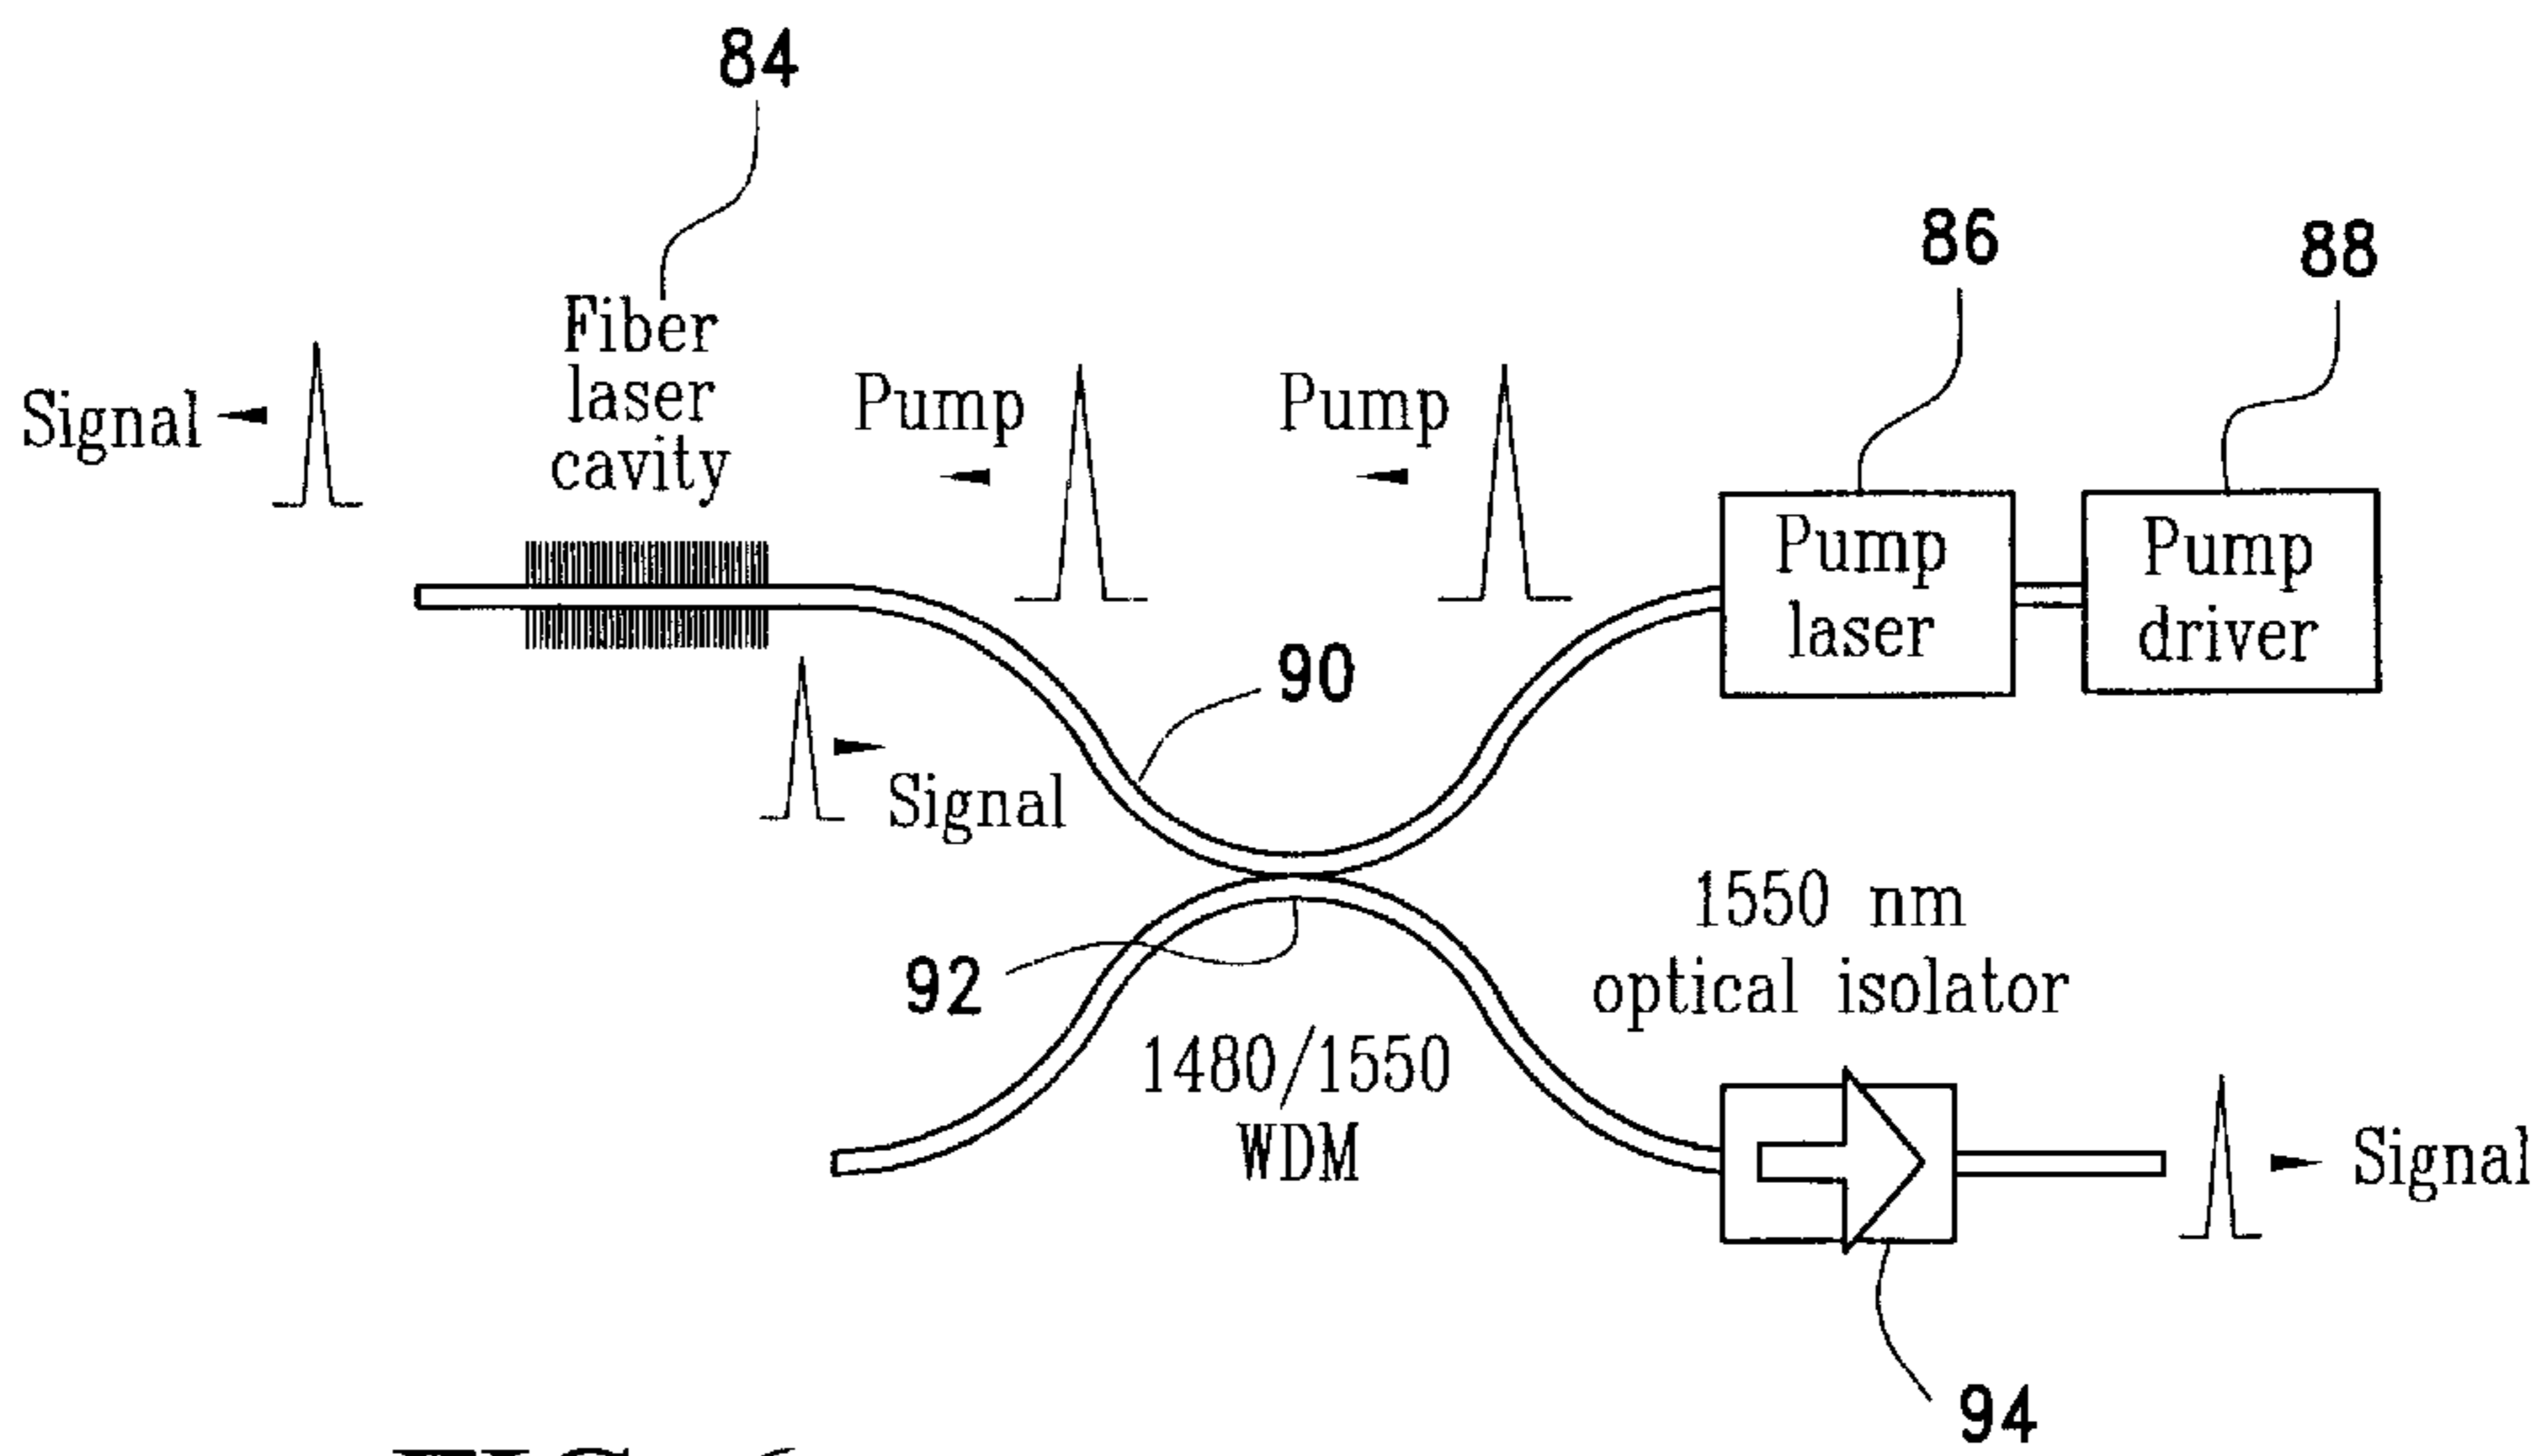 84
86
88
Fiber
laser
cavity
Signal
Pump
Pump
Pump
laser
Pump
driver
90
Signal
1550 nm
optical isolator
92
1480/1550
WDM
Signal
94